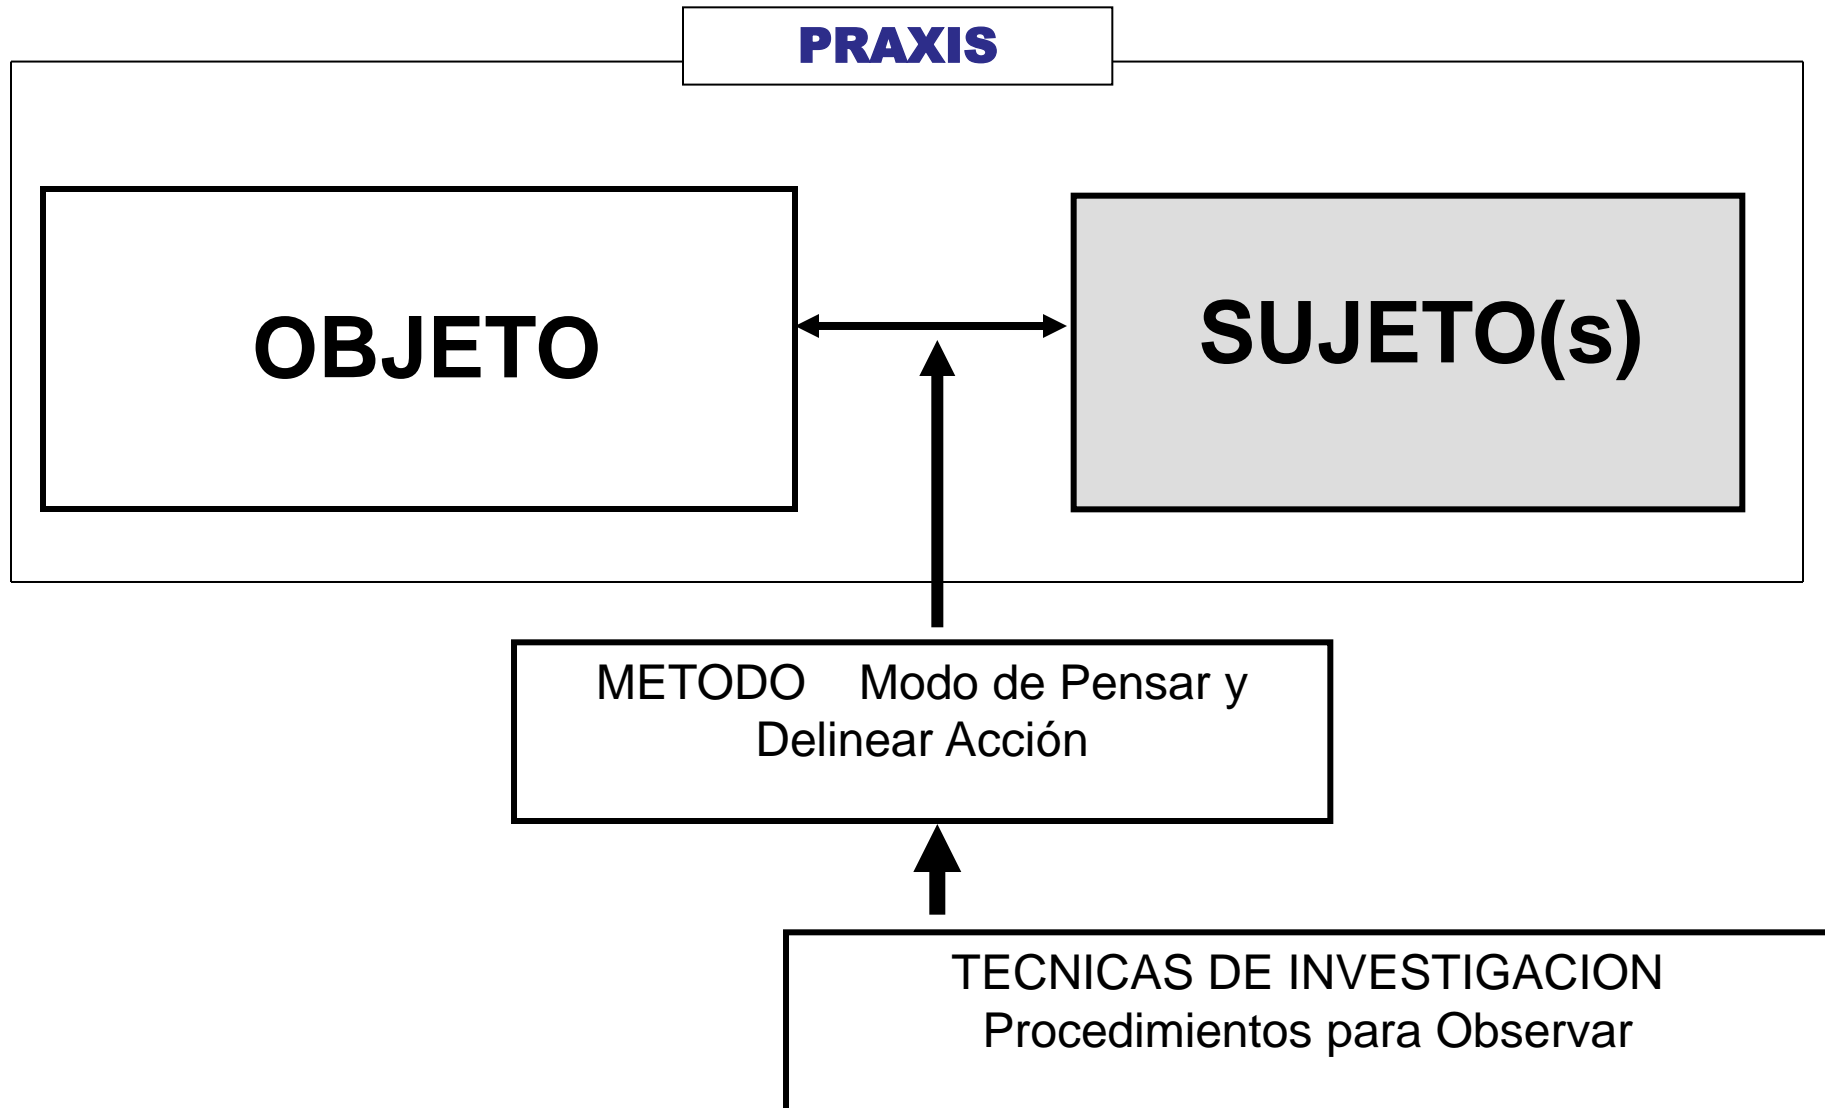 PRAXIS
OBJETO
SUJETO(s)
METODO Modo de Pensar y
Delinear Acción
TECNICAS DE INVESTIGACION
Procedimientos para Observar